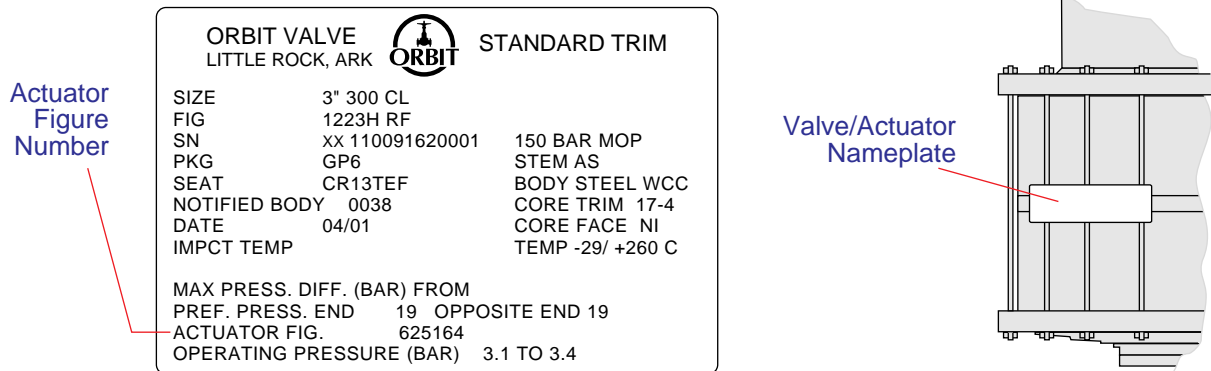 ORBIT VALVE
LITTLE ROCK, ARK
ORBIT
STANDARD TRIM
SIZE 3" 300 CL
FIG 1223H RF
SN XX 110091620001 150 BAR MOP
PKG GP6 STEM AS
SEAT CR13TEF BODY STEEL WCC
NOTIFIED BODY 0038 CORE TRIM 17-4
DATE 04/01 CORE FACE NI
IMPCT TEMP TEMP -29/ +260 C
MAX PRESS. DIFF. (BAR) FROM
PREF. PRESS. END 19 OPPOSITE END 19
ACTUATOR FIG. 625164
OPERATING PRESSURE (BAR) 3.1 TO 3.4
Actuator
Figure
Number
Valve/Actuator
Nameplate